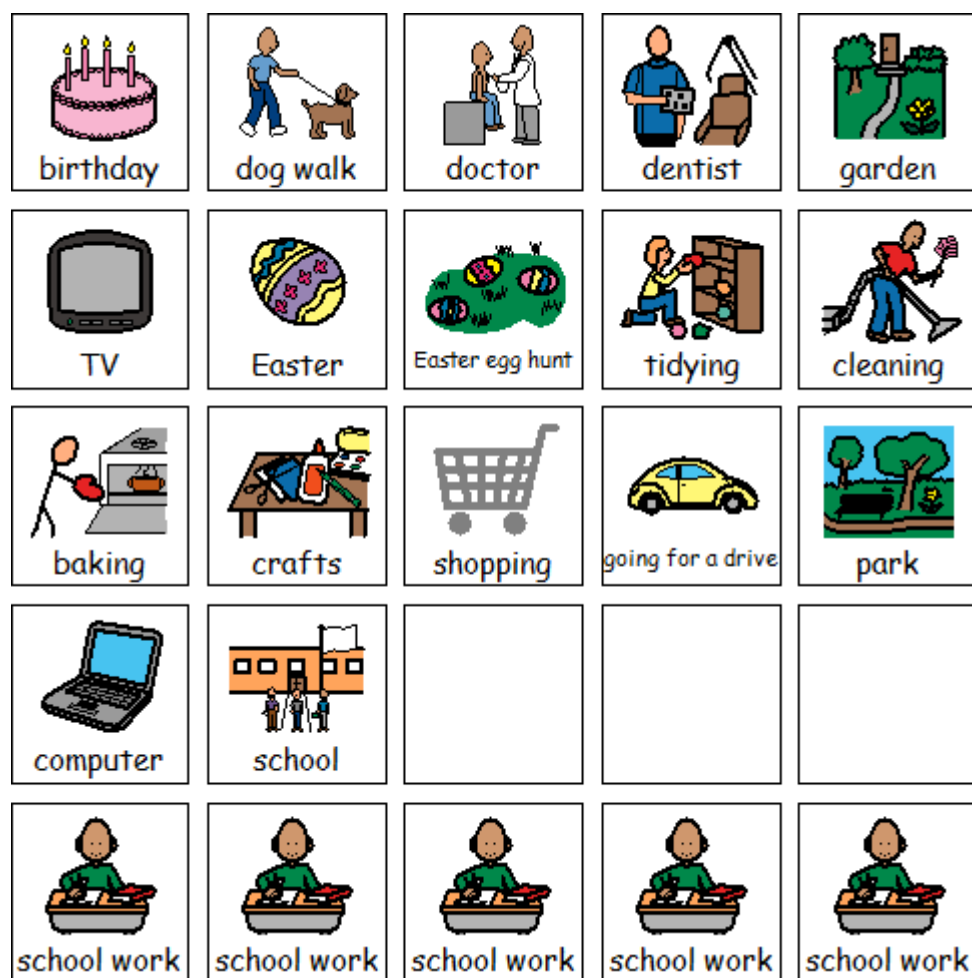 birthday
dog walk
doctor
dentist
garden
TV
Easter
Easter egg hunt
tidying
cleaning
baking
crafts
shopping
going for a drive
park
computer
school
school work
school work
school work
school work
school work